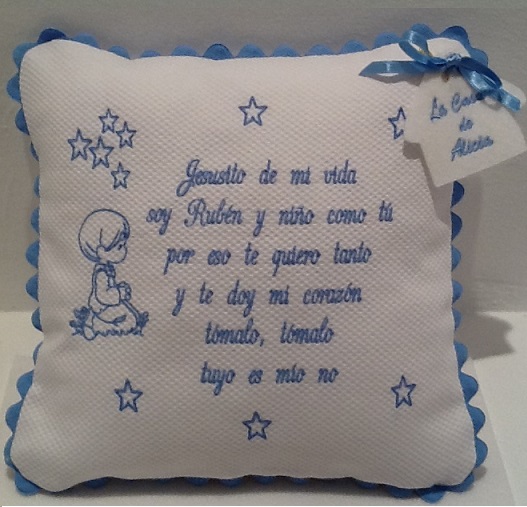 La Casa
de
Alicia
Jesusito de mi vida
soy Rubén y niño como tú
por eso te quiero tanto
y te doy mi corazón
tómalo, tómalo
tuyo es mío no